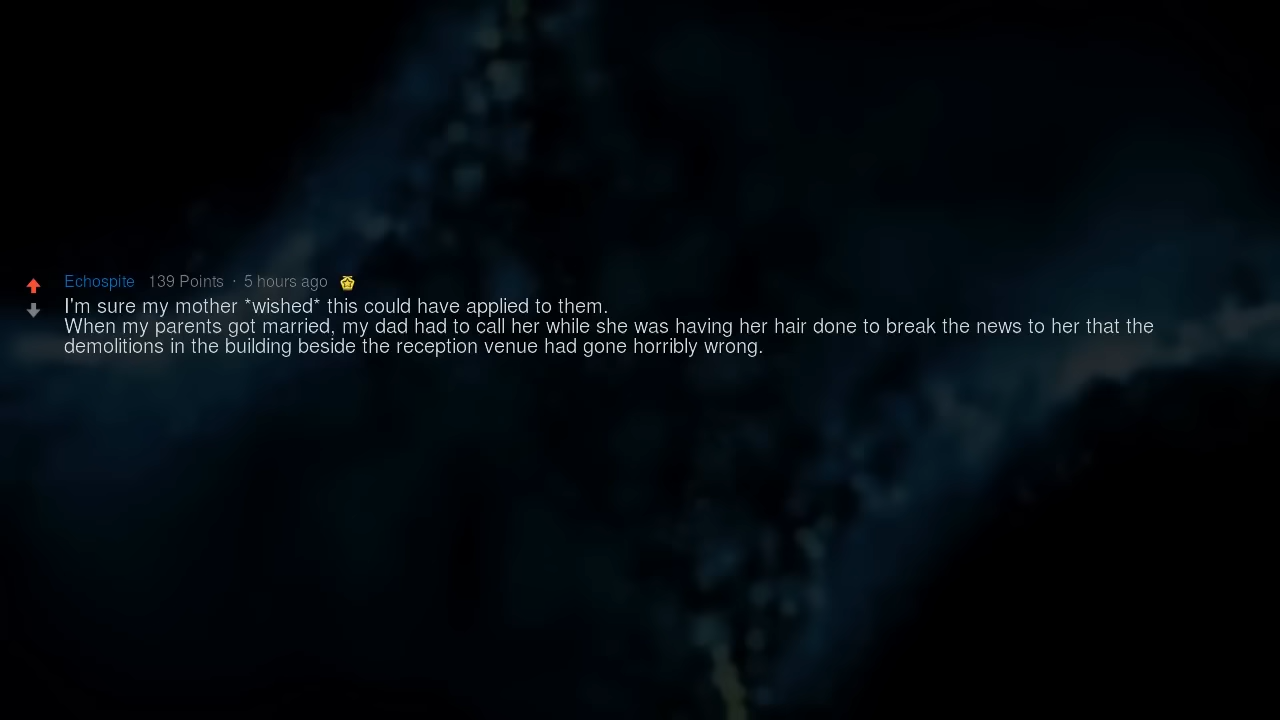 Echospite 139 Points · 5 hours ago
I'm sure my mother *wished* this could have applied to them.
When my parents got married, my dad had to call her while she was having her hair done to break the news to her that the
demolitions in the building beside the reception venue had gone horribly wrong.